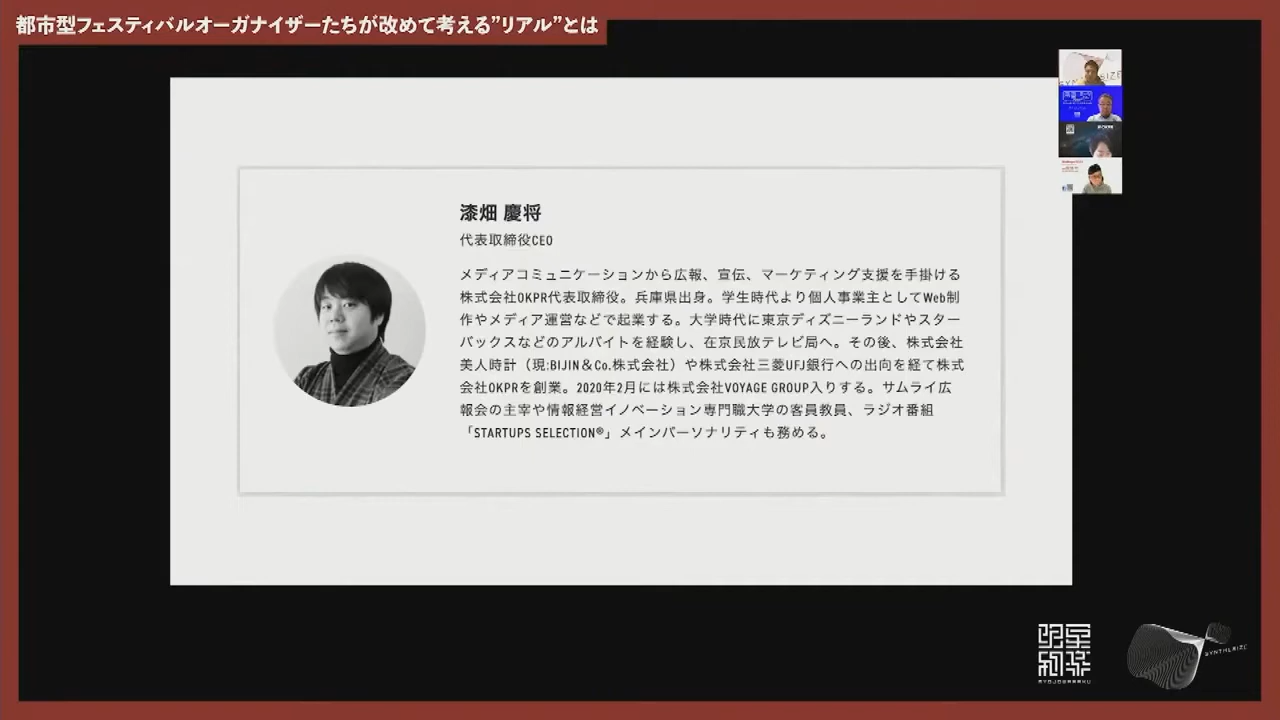 都市型フェスティバルオーガナイザーたちが改めて考える”リアル”とは
漆畑 慶将
代表取締役CEO
メディアコミュニケーションから広報、宣伝、マーケティング支援を手掛ける
株式会社OKPR代表取締役。兵庫県出身。学生時代より個人事業主としてWeb制
作やメディア運営などで起業する。大学時代に東京ディズニーランドやスター
バックスなどのアルバイトを経験し、在京民放テレビ局へ。その後、株式会社
美人時計（現:BIJIN＆Co.株式会社）や株式会社三菱UFJ銀行への出向を経て株式
会社OKPRを創業。2020年2月には株式会社VOYAGE GROUP入りする。サムライ広
報会の主宰や情報経営イノベーション専門職大学の客員教員、ラジオ番組
「STARTUPS SELECTION®」メインパーソナリティも務める。
SYNTHESIZE